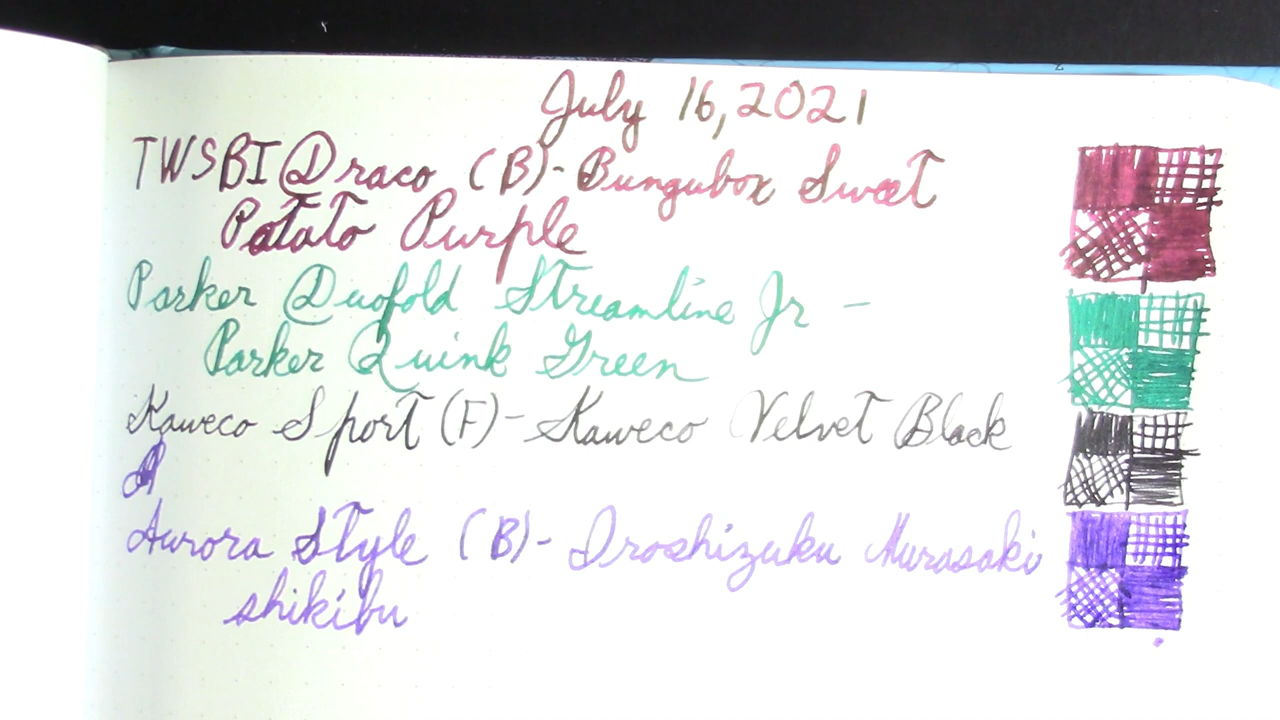 July 16, 2021
TWSBI Draco (B) - Bungubox Sweet
Potato Purple
Parker Duofold Streamline Jr -
Parker Quink Green
Kaweco Sport (F) - Kaweco Velvet Black
Aurora Style (B) - Iroshizuku Murasaki
shikibu